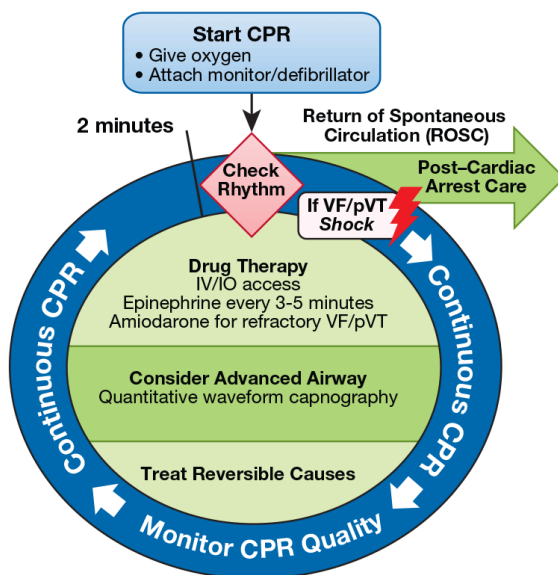 Start CPR
• Give oxygen
• Attach monitor/defibrillator
2 minutes
Return of Spontaneous
Circulation (ROSC)
Post–Cardiac
Arrest Care
Check
Rhythm
If VF/pVT
Shock
Drug Therapy
IV/IO access
Epinephrine every 3-5 minutes
Amiodarone for refractory VF/pVT
Consider Advanced Airway
Quantitative waveform capnography
Treat Reversible Causes
Continuous CPR
Continuous CPR
Monitor CPR Quality